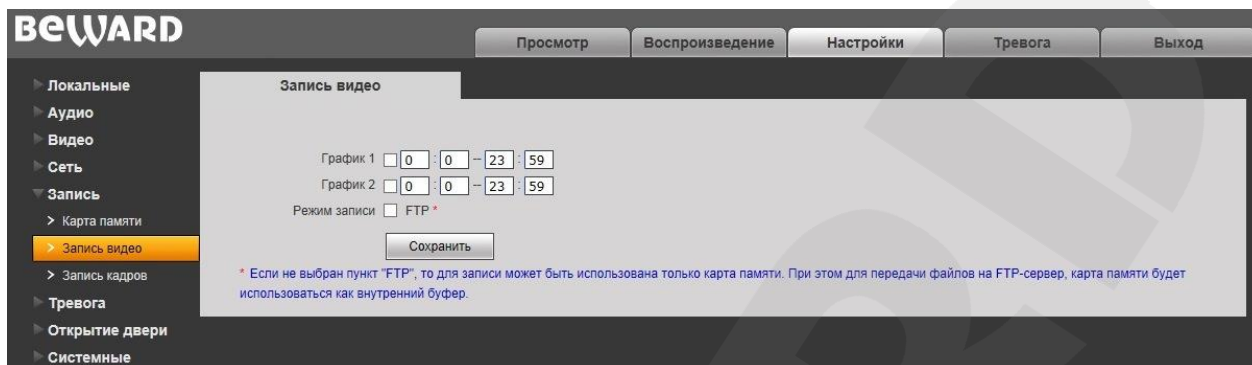 BEWARD
Просмотр
Воспроизведение
Настройки
Тревога
Выход
Локальные
Аудио
Видео
Сеть
Запись
> Карта памяти
> Запись видео
> Запись кадров
Тревога
Открытие двери
Системные
Запись видео
График 1 0 : 0 -- 23 : 59
График 2 0 : 0 -- 23 : 59
Режим записи FTP *
Сохранить
* Если не выбран пункт "FTP", то для записи может быть использована только карта памяти. При этом для передачи файлов на FTP-сервер, карта памяти будет
использоваться как внутренний буфер.